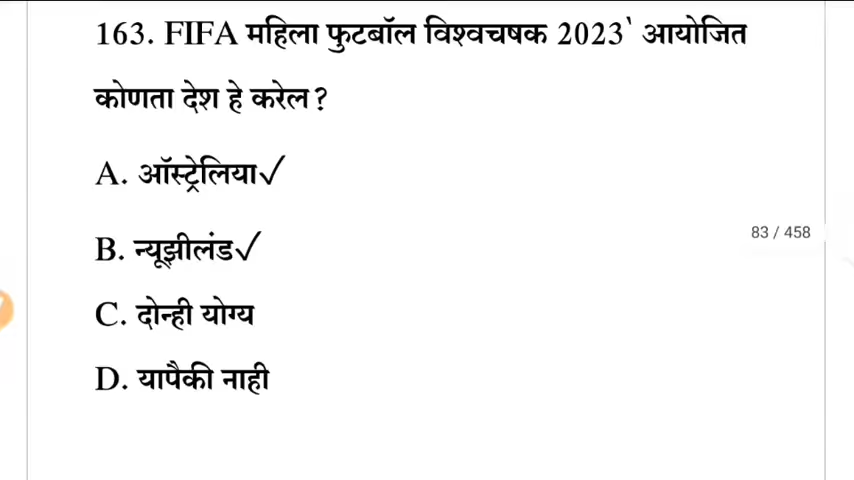 163. FIFA महिला फुटबॉल विश्वचषक 2023` आयोजित
कोणता देश हे करेल?
A. ऑस्ट्रेलिया✓
83 / 458
B. न्यूझीलंड✓
C. दोन्ही योग्य
D. यापैकी नाही